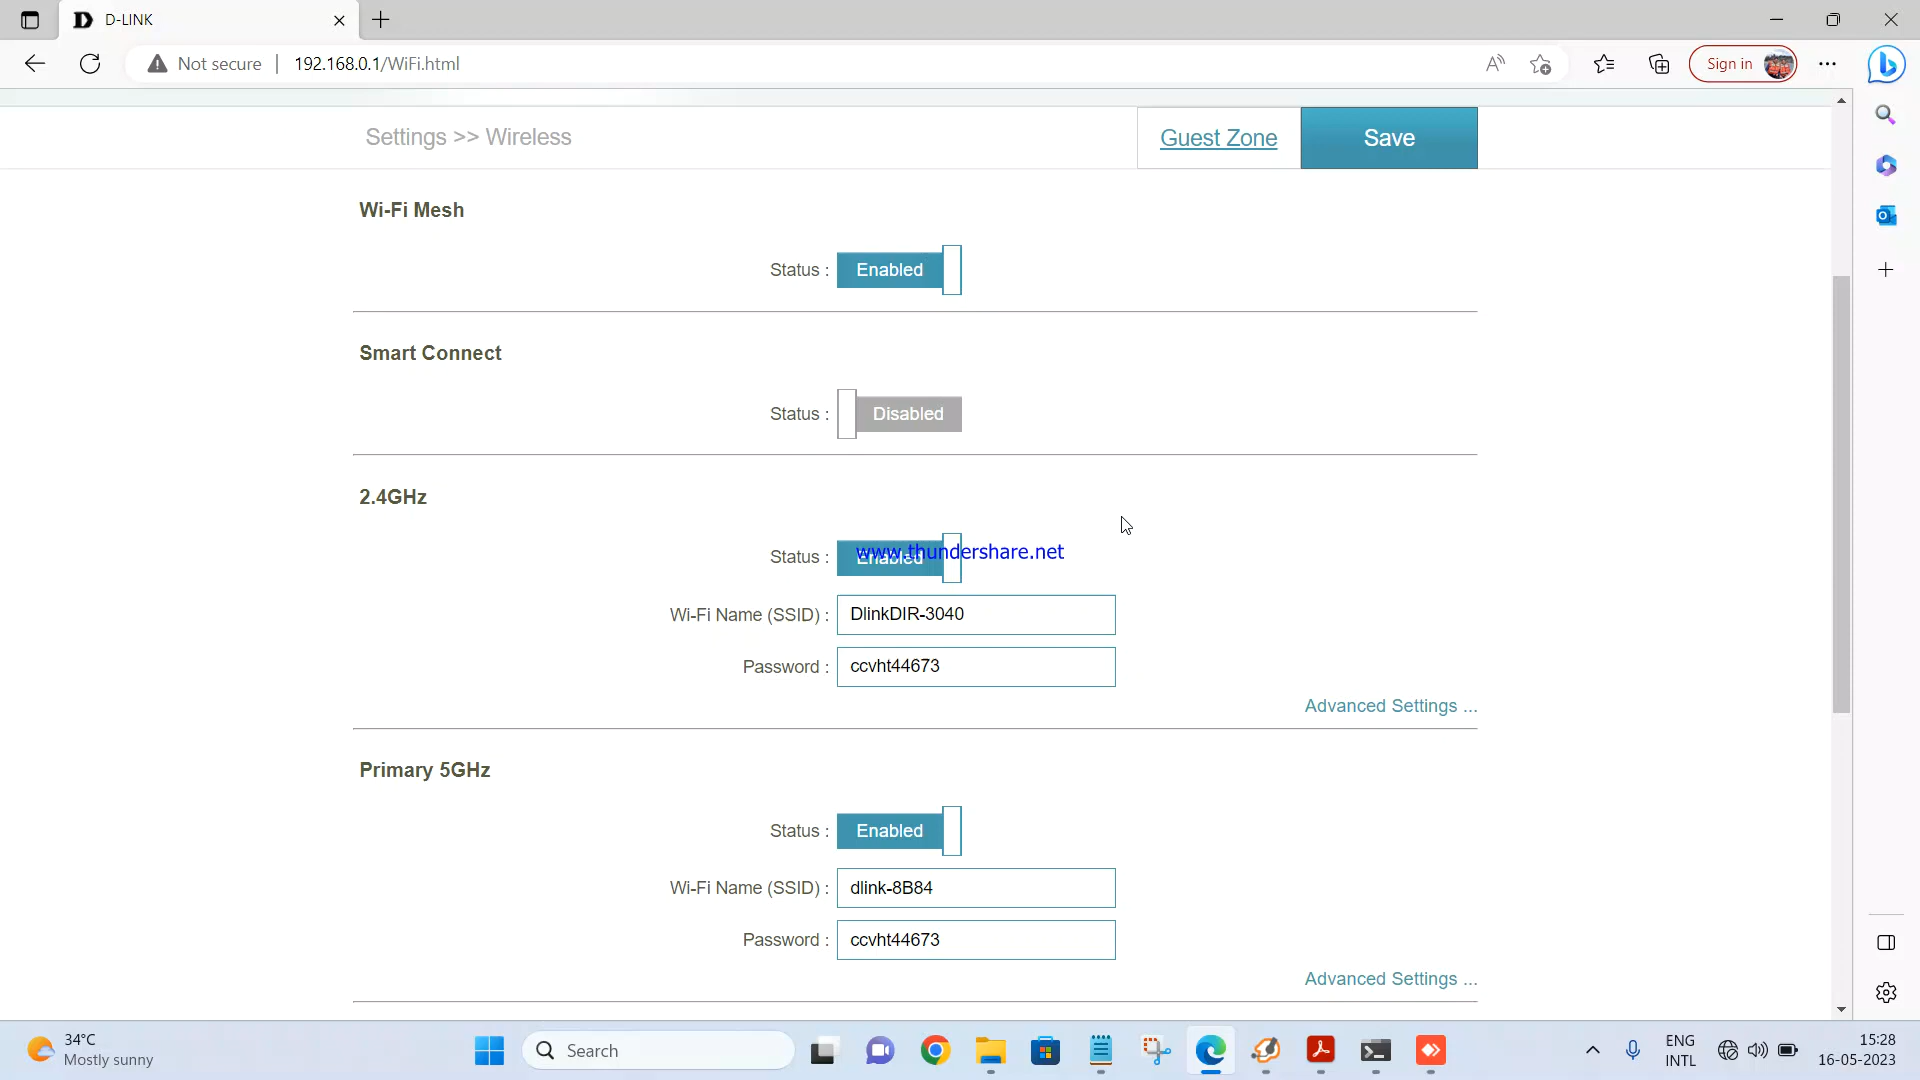 D-LINK
Not secure
192.168.0.1/WiFi.html
Sign in
Settings >> Wireless
Guest Zone
Save
Wi-Fi Mesh
Status : Enabled
Smart Connect
Status : Disabled
2.4GHz
Status : Enabled
www.thundershare.net
Wi-Fi Name (SSID) : DlinkDIR-3040
Password : ccvht44673
Advanced Settings ...
Primary 5GHz
Status : Enabled
Wi-Fi Name (SSID) : dlink-8B84
Password : ccvht44673
Advanced Settings ...
34°C
Mostly sunny
Search
ENG
INTL
15:28
16-05-2023